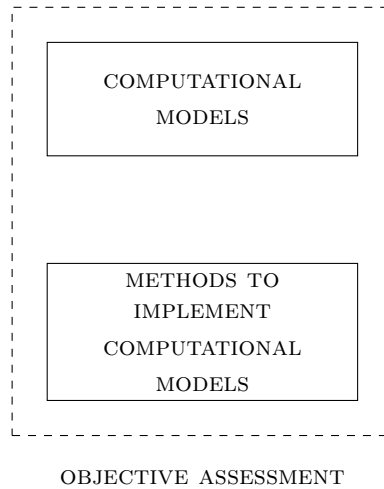 COMPUTATIONAL
MODELS
METHODS TO
IMPLEMENT
COMPUTATIONAL
MODELS
OBJECTIVE ASSESSMENT